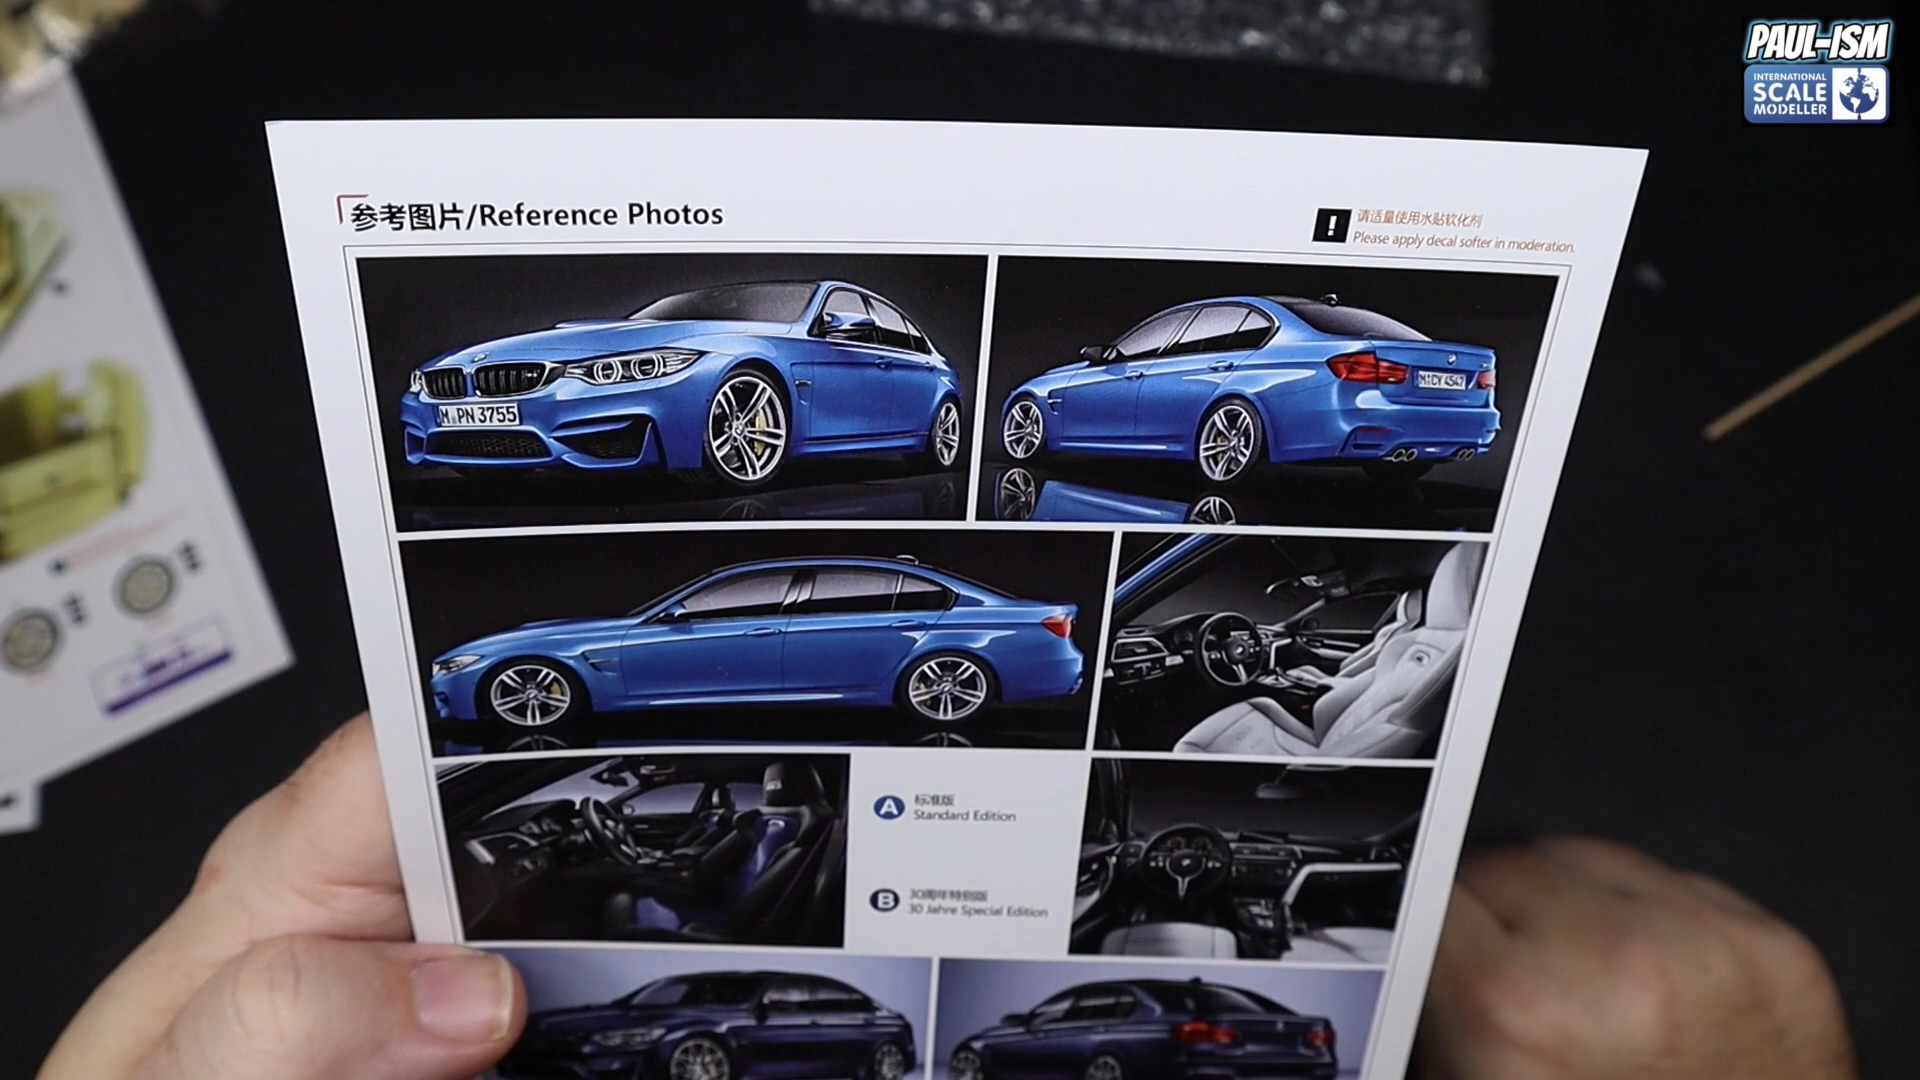 PAUL-ISM
INTERNATIONAL
SCALE
MODELLER
参考图片/Reference Photos
! 请适量使用水贴软化剂
Please apply decal softer in moderation.
M PN 3755
M CY 4547
A 标准版
Standard Edition
B 30周年特别版
30 Jahre Special Edition